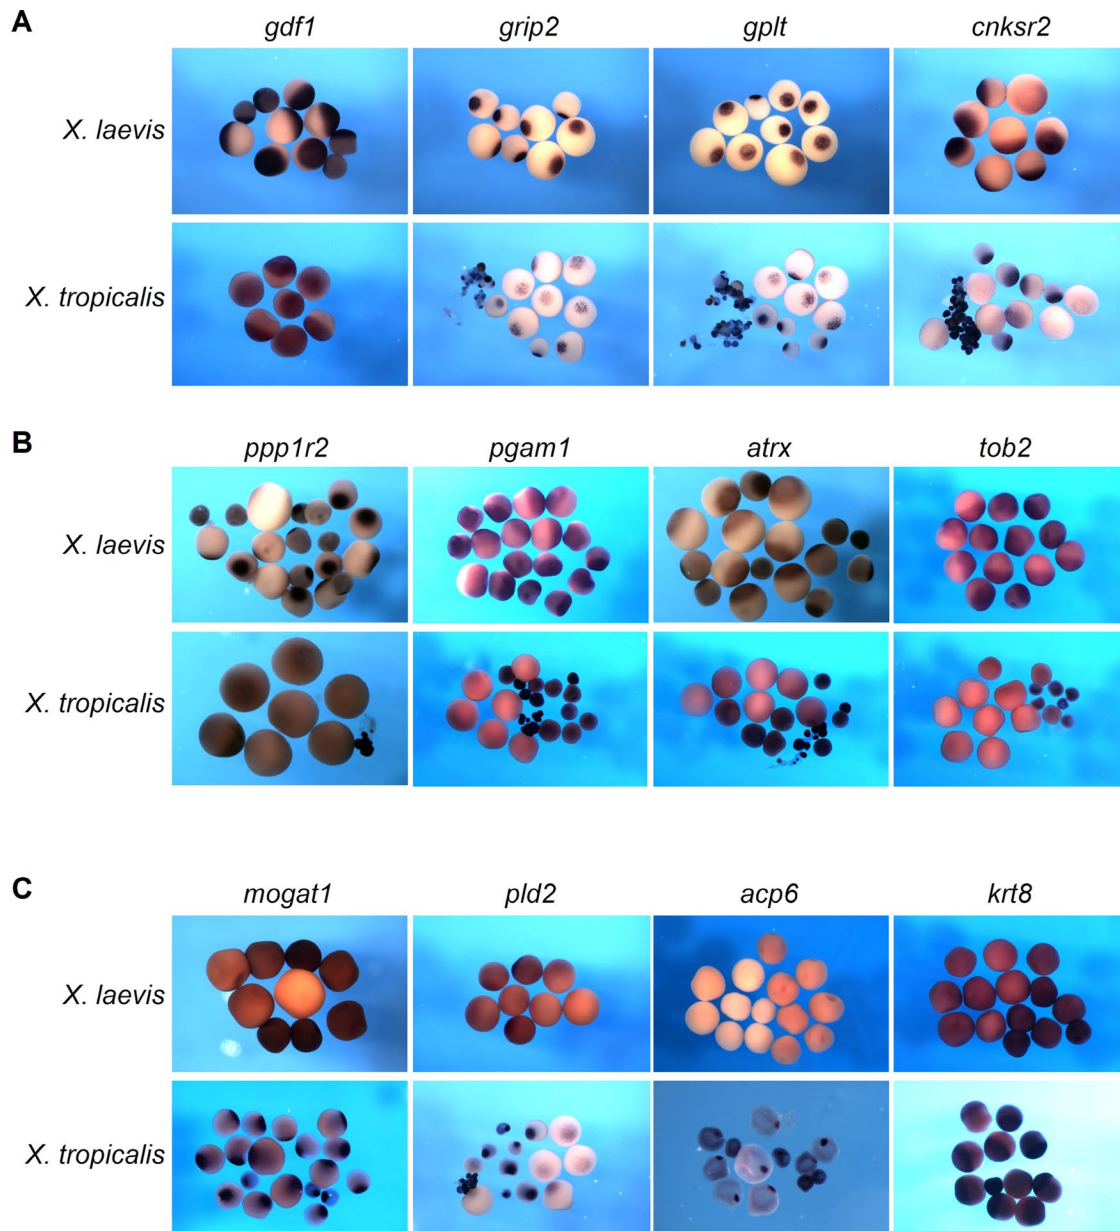 A
gdf1 grip2 gplt cnksr2
X. laevis
X. tropicalis
B
ppp1r2 pgam1 atrx tob2
X. laevis
X. tropicalis
C
mogat1 pld2 acp6 krt8
X. laevis
X. tropicalis